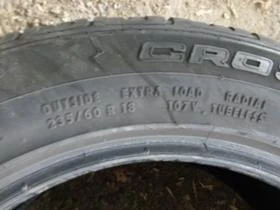 CRO
OUTSIDE EXTRA LOAD RADIAL
235/60 R 18 107V TUBELESS